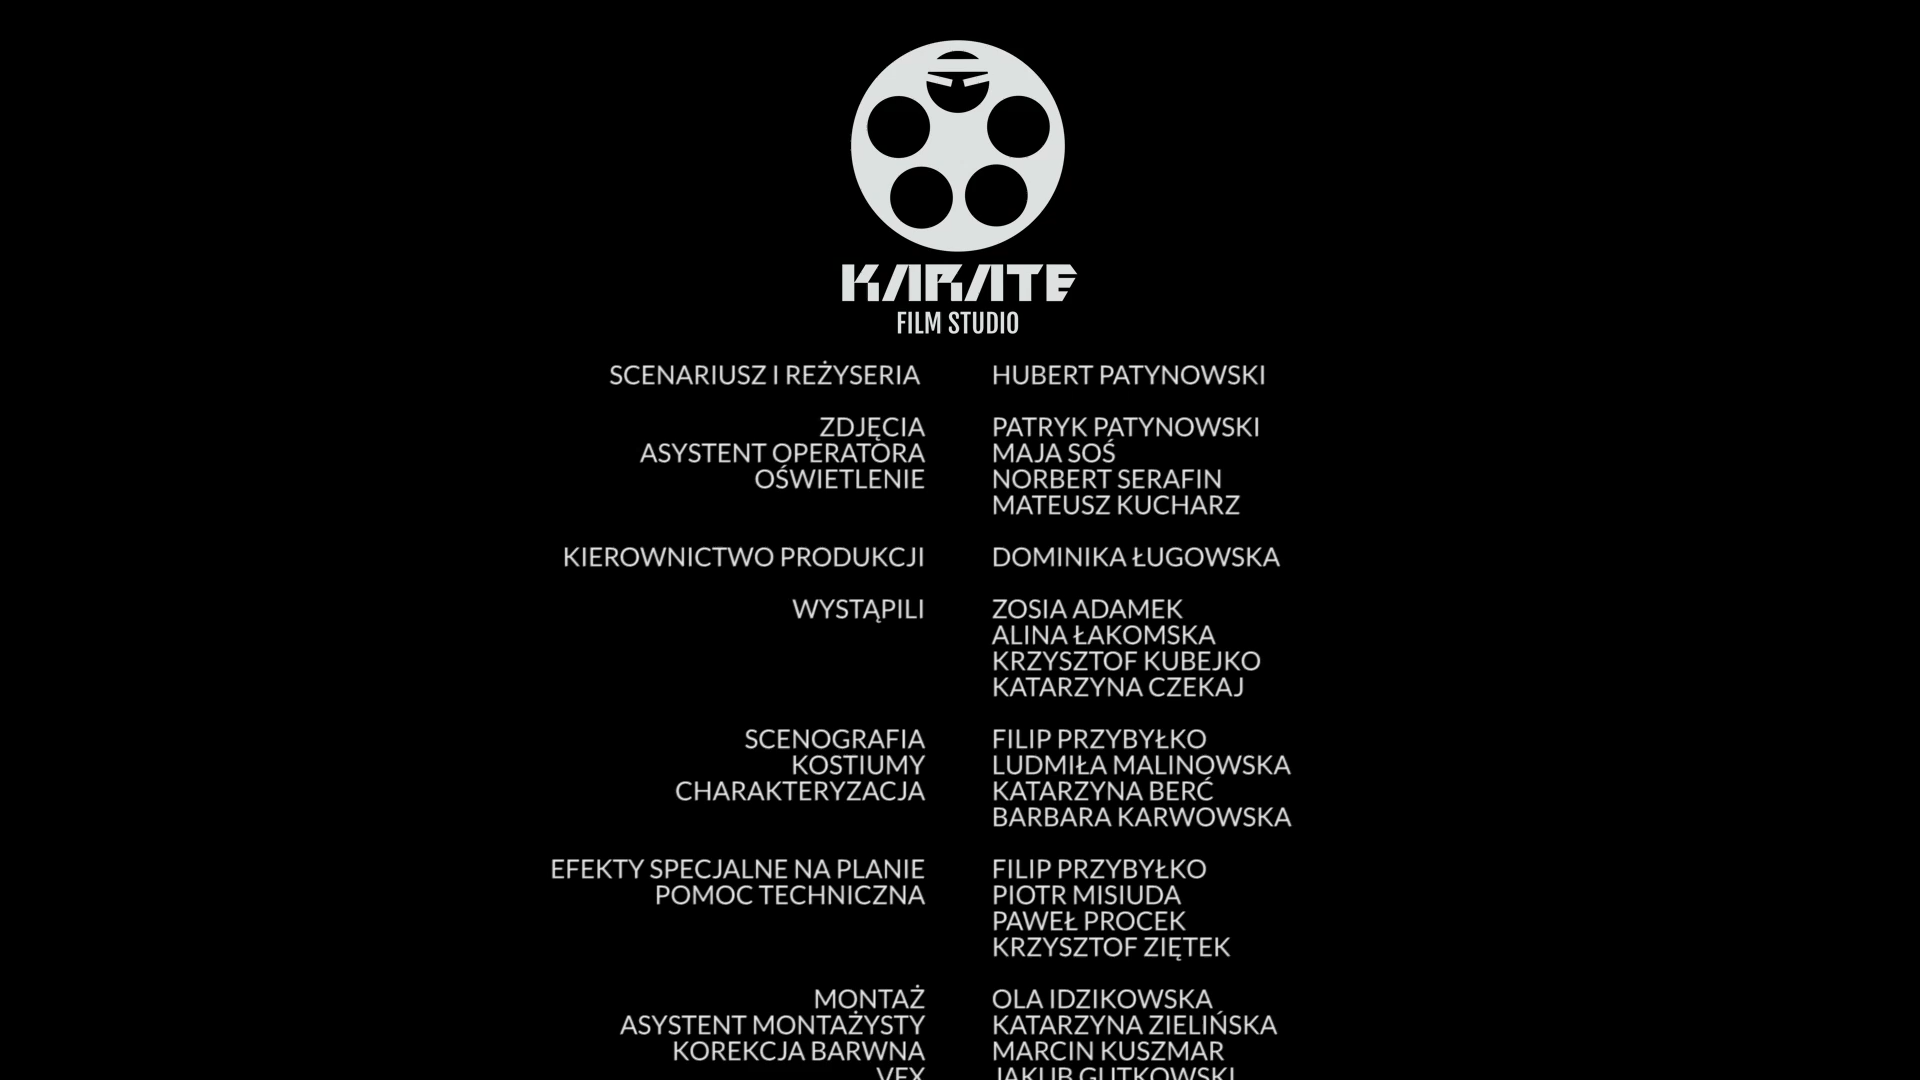 KARATE
FILM STUDIO
SCENARIUSZ I REŻYSERIA HUBERT PATYNOWSKI
ZDJĘCIA PATRYK PATYNOWSKI
ASYSTENT OPERATORA MAJA SOŚ
OŚWIETLENIE NORBERT SERAFIN
MATEUSZ KUCHARZ
KIEROWNICTWO PRODUKCJI DOMINIKA ŁUGOWSKA
WYSTĄPILI ZOSIA ADAMEK
ALINA ŁAKOMSKA
KRZYSZTOF KUBEJKO
KATARZYNA CZEKAJ
SCENOGRAFIA FILIP PRZYBYŁKO
KOSTIUMY LUDMIŁA MALINOWSKA
CHARAKTERYZACJA KATARZYNA BERĆ
BARBARA KARWOWSKA
EFEKTY SPECJALNE NA PLANIE FILIP PRZYBYŁKO
POMOC TECHNICZNA PIOTR MISIUDA
PAWEŁ PROCEK
KRZYSZTOF ZIĘTEK
MONTAŻ OLA IDZIKOWSKA
ASYSTENT MONTAŻYSTY KATARZYNA ZIELIŃSKA
KOREKCJA BARWNA MARCIN KUSZMAR
VFX JAKUB GUTKOWSKI